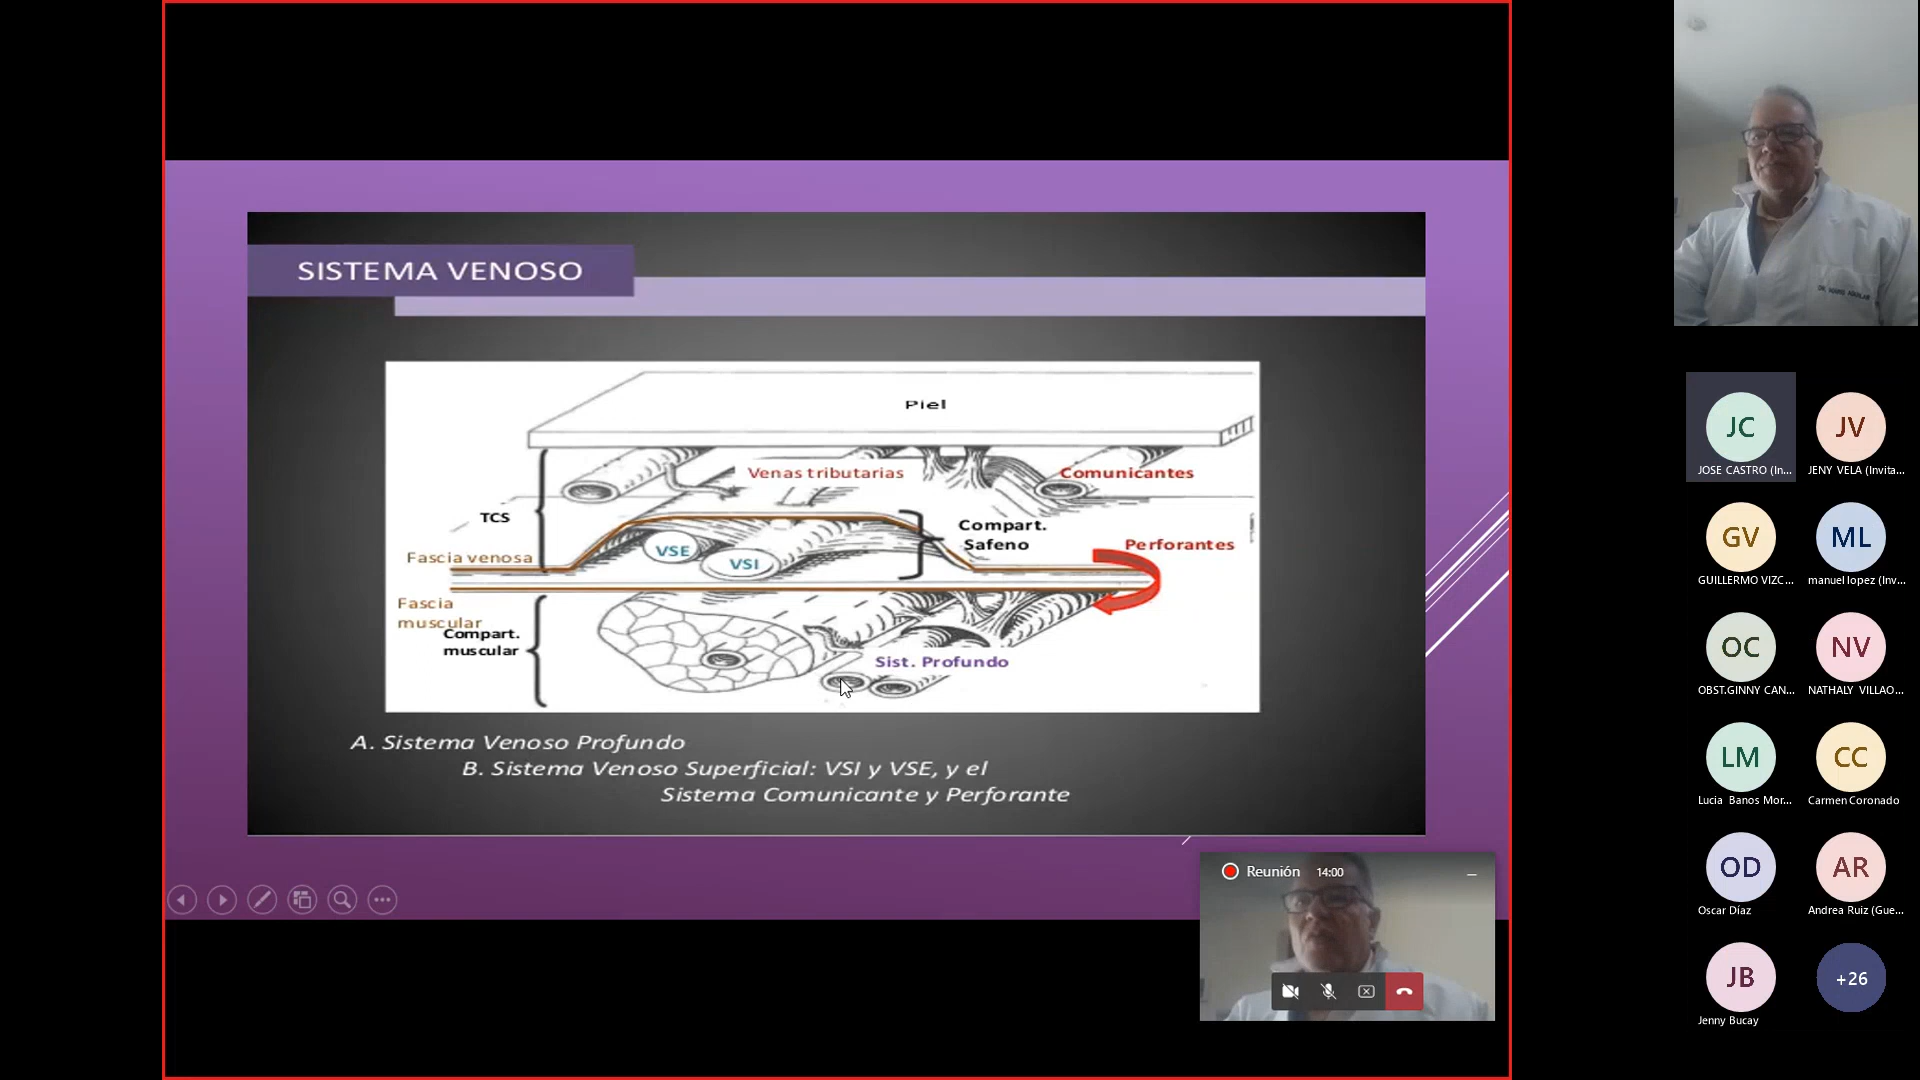 SISTEMA VENOSO
Piel
Venas tributarias
Comunicantes
TCS
Compart.
Safeno
Perforantes
VSE
VSI
Fascia venosa
Fascia
muscular
Compart.
muscular
Sist. Profundo
A. Sistema Venoso Profundo
B. Sistema Venoso Superficial: VSI y VSE, y el
Sistema Comunicante y Perforante
Reunión 14:00
JC
JOSE CASTRO (In...
JV
JENY VELA (Invita...
GV
GUILLERMO VIZC...
ML
manuel lopez (Inv...
OC
OBST.GINNY CAN...
NV
NATHALY VILLAO...
LM
Lucia Banos Mor...
CC
Carmen Coronado
OD
Oscar Díaz
AR
Andrea Ruiz (Gue...
JB
Jenny Bucay
+26